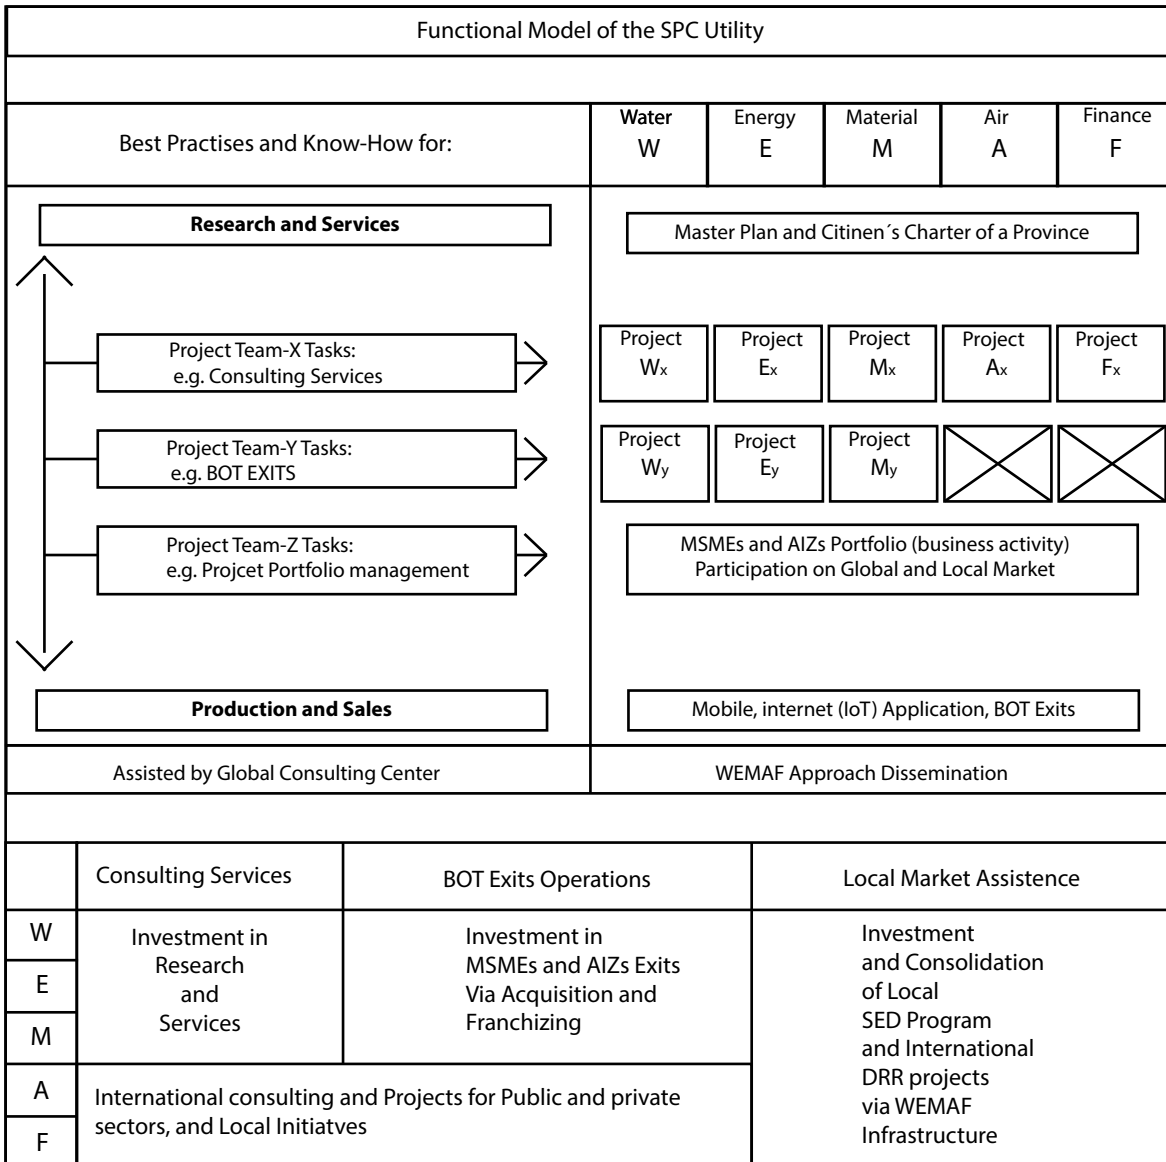 Functional Model of the SPC Utility
Best Practises and Know-How for:
Water
W
Energy
E
Material
M
Air
A
Finance
F
Research and Services
Master Plan and Citinen´s Charter of a Province
Project Team-X Tasks:
e.g. Consulting Services
Project
Wx
Project
Ex
Project
Mx
Project
Ax
Project
Fx
Project Team-Y Tasks:
e.g. BOT EXITS
Project
Wy
Project
Ey
Project
My
Project Team-Z Tasks:
e.g. Projcet Portfolio management
MSMEs and AIZs Portfolio (business activity)
Participation on Global and Local Market
Production and Sales
Mobile, internet (IoT) Application, BOT Exits
Assisted by Global Consulting Center
WEMAF Approach Dissemination
Consulting Services
BOT Exits Operations
Local Market Assistence
W
E
M
A
F
Investment in
Research
and
Services
Investment in
MSMEs and AIZs Exits
Via Acquisition and
Franchizing
Investment
and Consolidation
of Local
SED Program
and International
DRR projects
via WEMAF
Infrastructure
International consulting and Projects for Public and private
sectors, and Local Initiatves